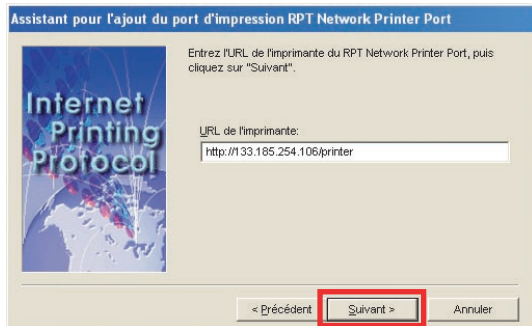 Assistant pour l'ajout du port d'impression RPT Network Printer Port
Internet
Printing
Protocol
Entrez l'URL de l'imprimante du RPT Network Printer Port, puis
cliquez sur "Suivant".
URL de l'imprimante:
http://133.185.254.106/printer
< Précédent
Suivant >
Annuler